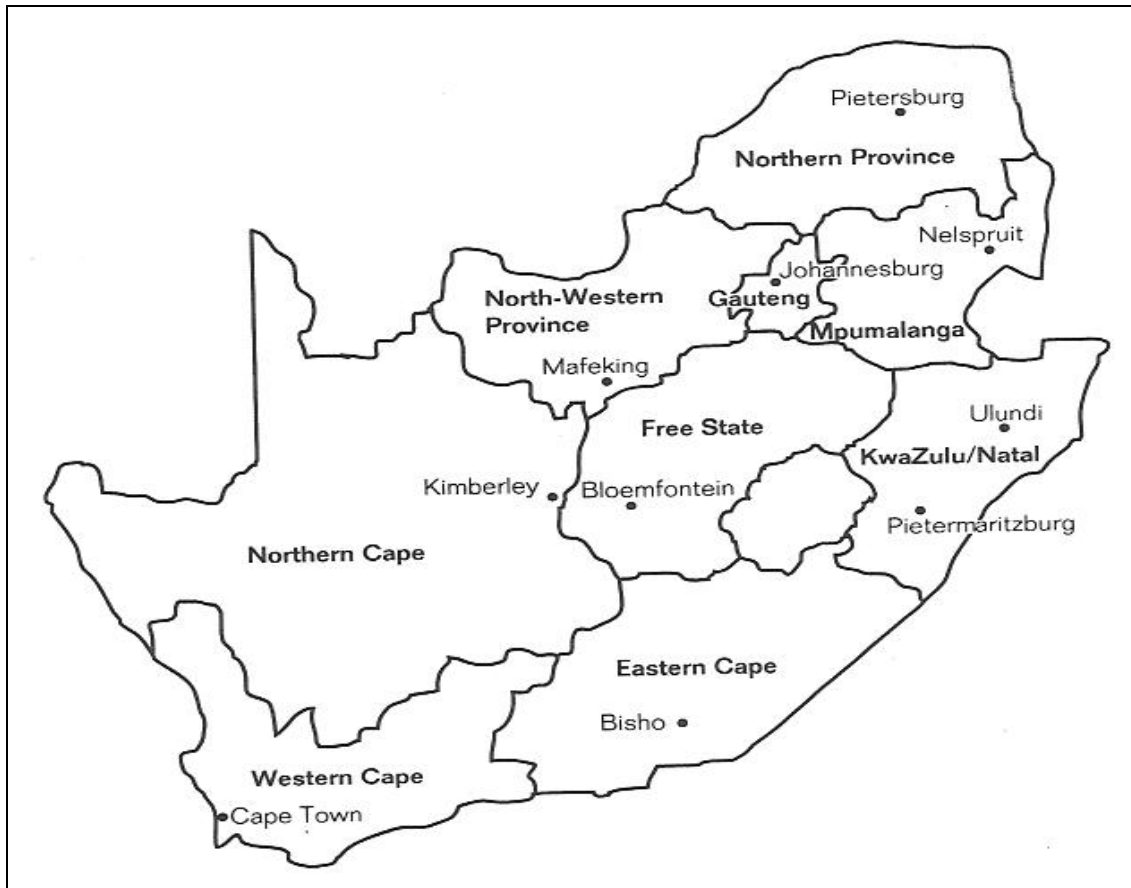 Pietersburg
Northern Province
Nelspruit
Johannesburg
North-Western
Province
Gauteng
Mpumalanga
Mafeking
Ulundi
Free State
KwaZulu/Natal
Kimberley
Bloemfontein
Pietermaritzburg
Northern Cape
Eastern Cape
Bisho
Western Cape
Cape Town